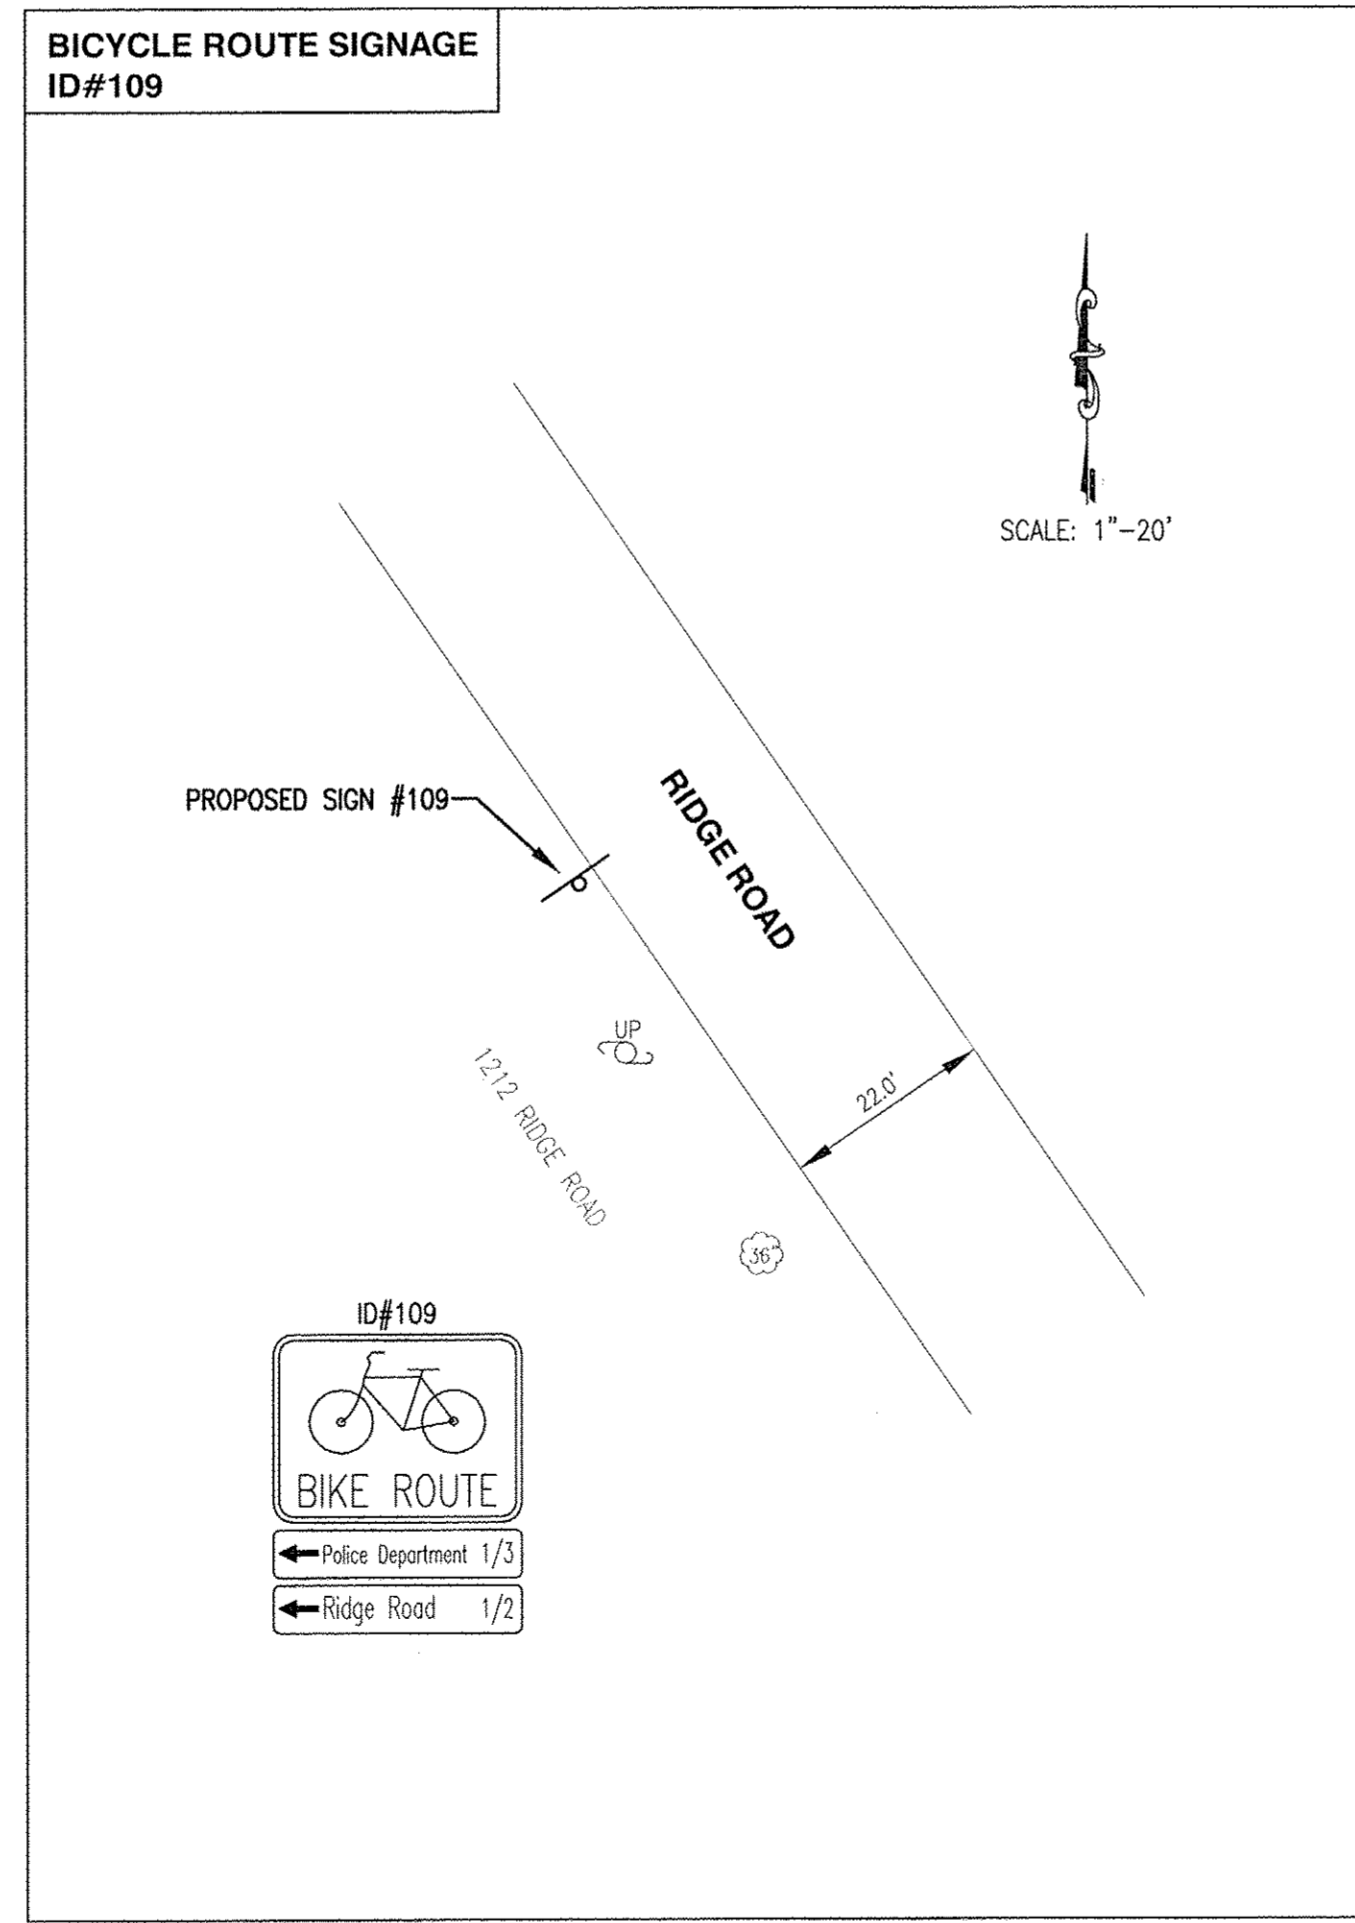 BICYCLE ROUTE SIGNAGE
ID#109
SCALE: 1"-20'
PROPOSED SIGN #109
RIDGE ROAD
UP
22.0'
1212 RIDGE ROAD
36"
ID#109
BIKE ROUTE
Police Department 1/3
Ridge Road 1/2